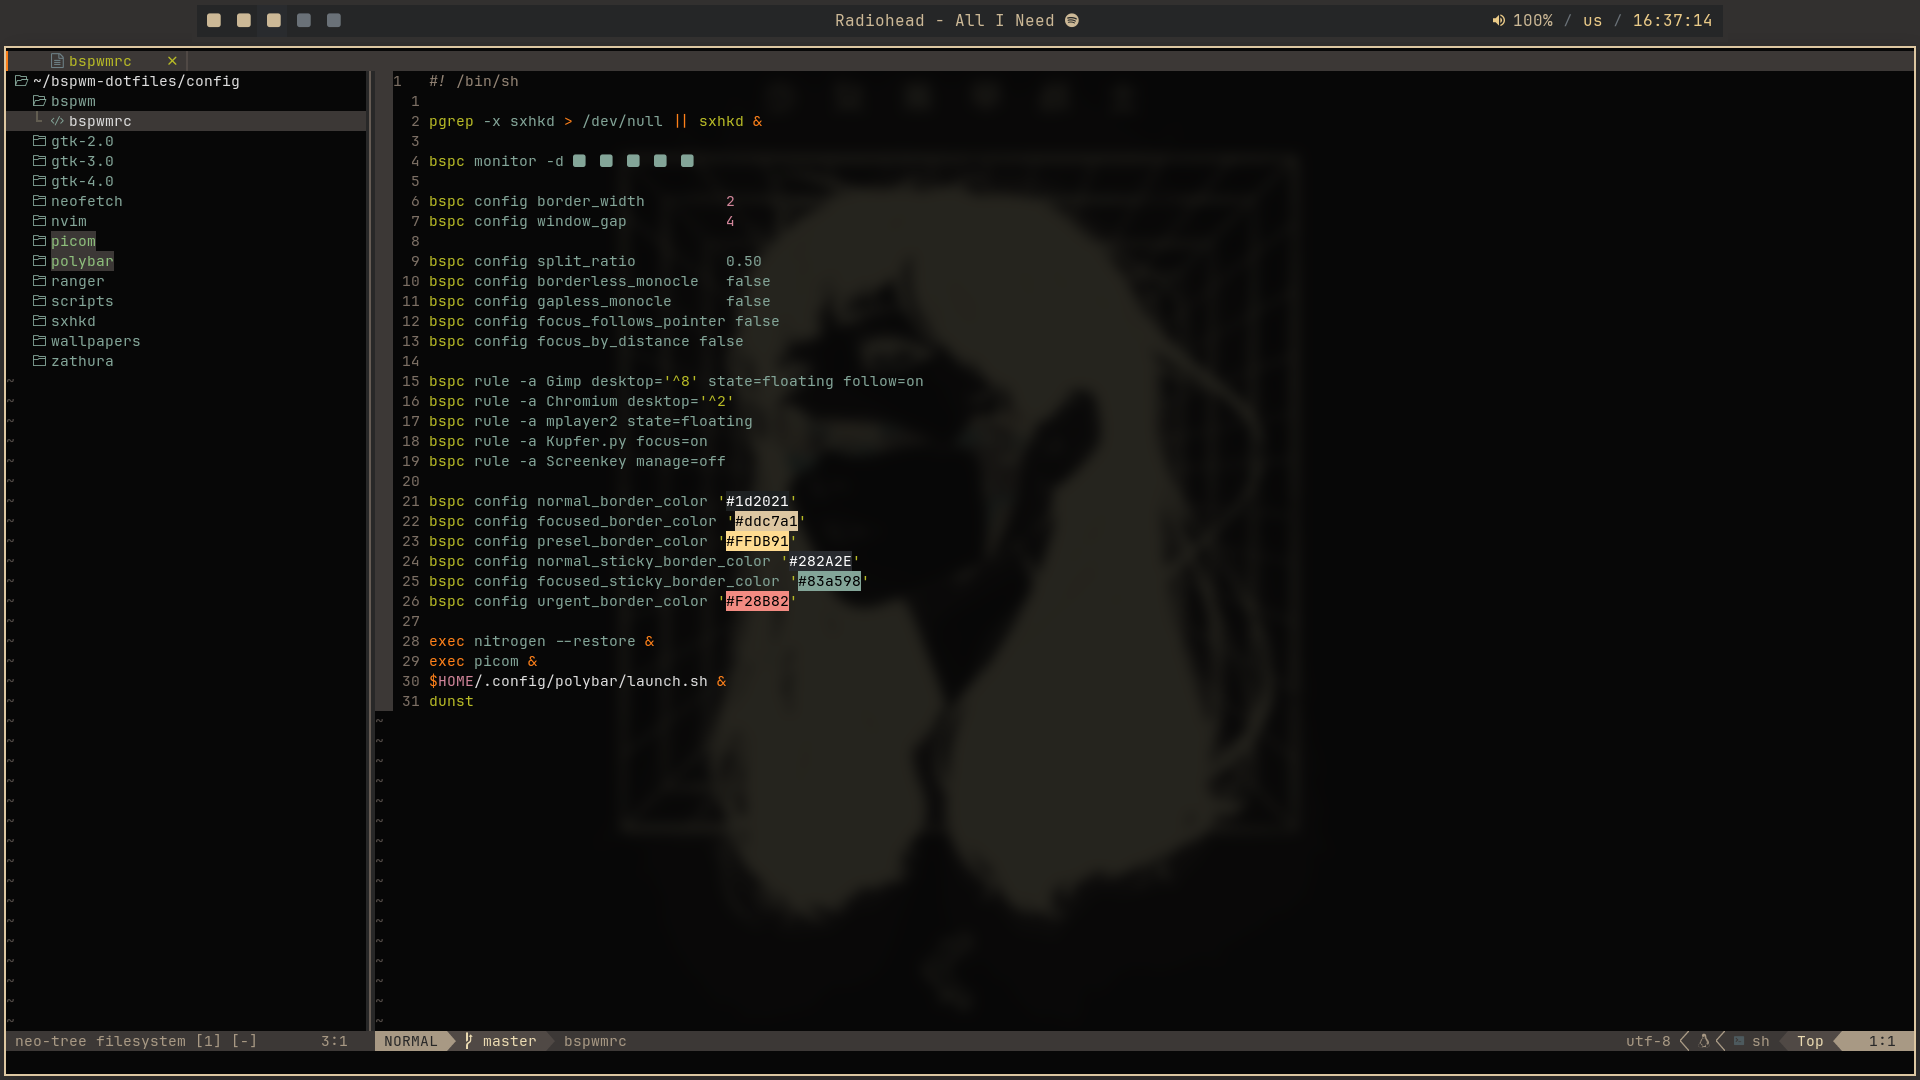 Radiohead - All I Need
100% / us / 16:37:14
bspwmrc ×
~/bspwm-dotfiles/config
bspwm
bspwmrc
gtk-2.0
gtk-3.0
gtk-4.0
neofetch
nvim
picom
polybar
ranger
scripts
sxhkd
wallpapers
zathura
1 #! /bin/sh
1
2 pgrep -x sxhkd > /dev/null || sxhkd &
3
4 bspc monitor -d
5
6 bspc config border_width 2
7 bspc config window_gap 4
8
9 bspc config split_ratio 0.50
10 bspc config borderless_monocle false
11 bspc config gapless_monocle false
12 bspc config focus_follows_pointer false
13 bspc config focus_by_distance false
14
15 bspc rule -a Gimp desktop='^8' state=floating follow=on
16 bspc rule -a Chromium desktop='^2'
17 bspc rule -a mplayer2 state=floating
18 bspc rule -a Kupfer.py focus=on
19 bspc rule -a Screenkey manage=off
20
21 bspc config normal_border_color '#1d2021'
22 bspc config focused_border_color '#ddc7a1'
23 bspc config presel_border_color '#FFDB91'
24 bspc config normal_sticky_border_color '#282A2E'
25 bspc config focused_sticky_border_color '#83a598'
26 bspc config urgent_border_color '#F28B82'
27
28 exec nitrogen --restore &
29 exec picom &
30 $HOME/.config/polybar/launch.sh &
31 dunst
neo-tree filesystem [1] [-] 3:1
NORMAL master bspwmrc
utf-8 sh Top 1:1